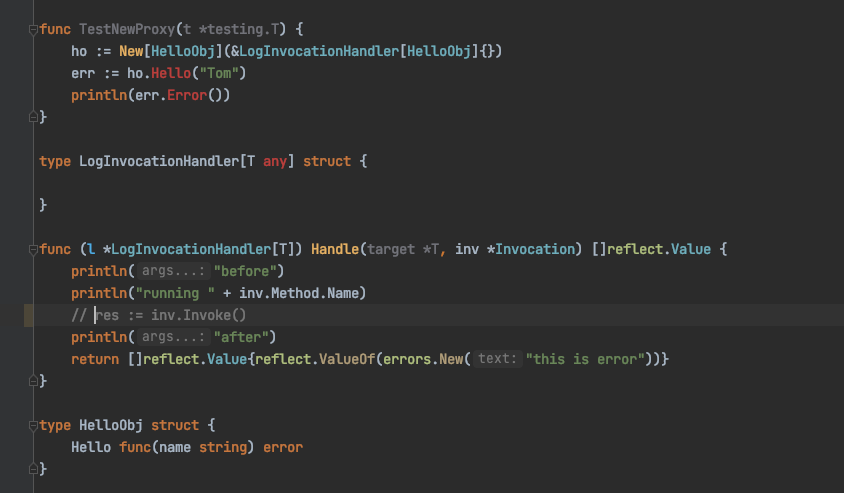 func TestNewProxy(t *testing.T) {
    ho := New[HelloObj](&LogInvocationHandler[HelloObj]{})
    err := ho.Hello("Tom")
    println(err.Error())
}

type LogInvocationHandler[T any] struct {

}

func (l *LogInvocationHandler[T]) Handle(target *T, inv *Invocation) []reflect.Value {
    println( args...: "before")
    println("running " + inv.Method.Name)
    // res := inv.Invoke()
    println( args...: "after")
    return []reflect.Value{reflect.ValueOf(errors.New( text: "this is error"))}
}

type HelloObj struct {
    Hello func(name string) error
}